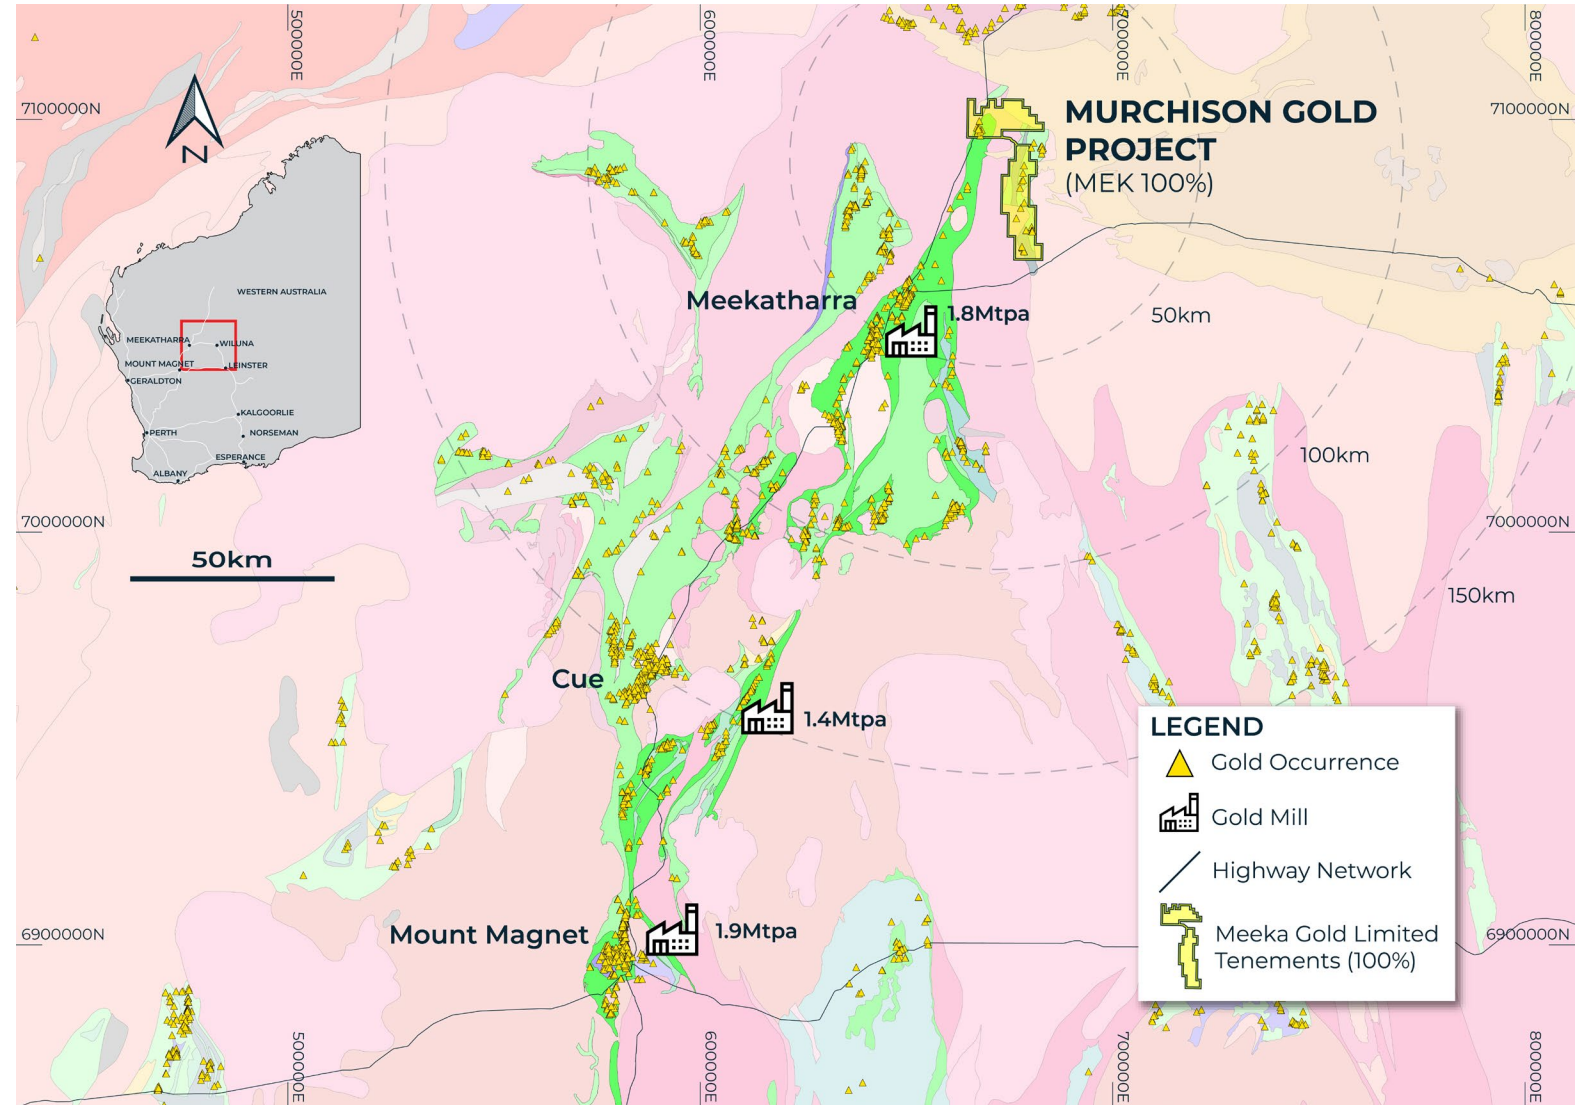 500000E
600000E
700000E
800000E
7100000N
7100000N
MURCHISON GOLD
PROJECT
(MEK 100%)
N
WESTERN AUSTRALIA
MEEKATHARRA
WILUNA
MOUNT MAGNET
LEINSTER
GERALDTON
KALGOORLIE
PERTH
NORSEMAN
ESPERANCE
ALBANY
Meekatharra
1.8Mtpa
50km
100km
7000000N
7000000N
50km
150km
Cue
1.4Mtpa
LEGEND
Gold Occurrence
Gold Mill
Highway Network
Meeka Gold Limited
Tenements (100%)
Mount Magnet
1.9Mtpa
6900000N
6900000N
500000E
600000E
700000E
800000E